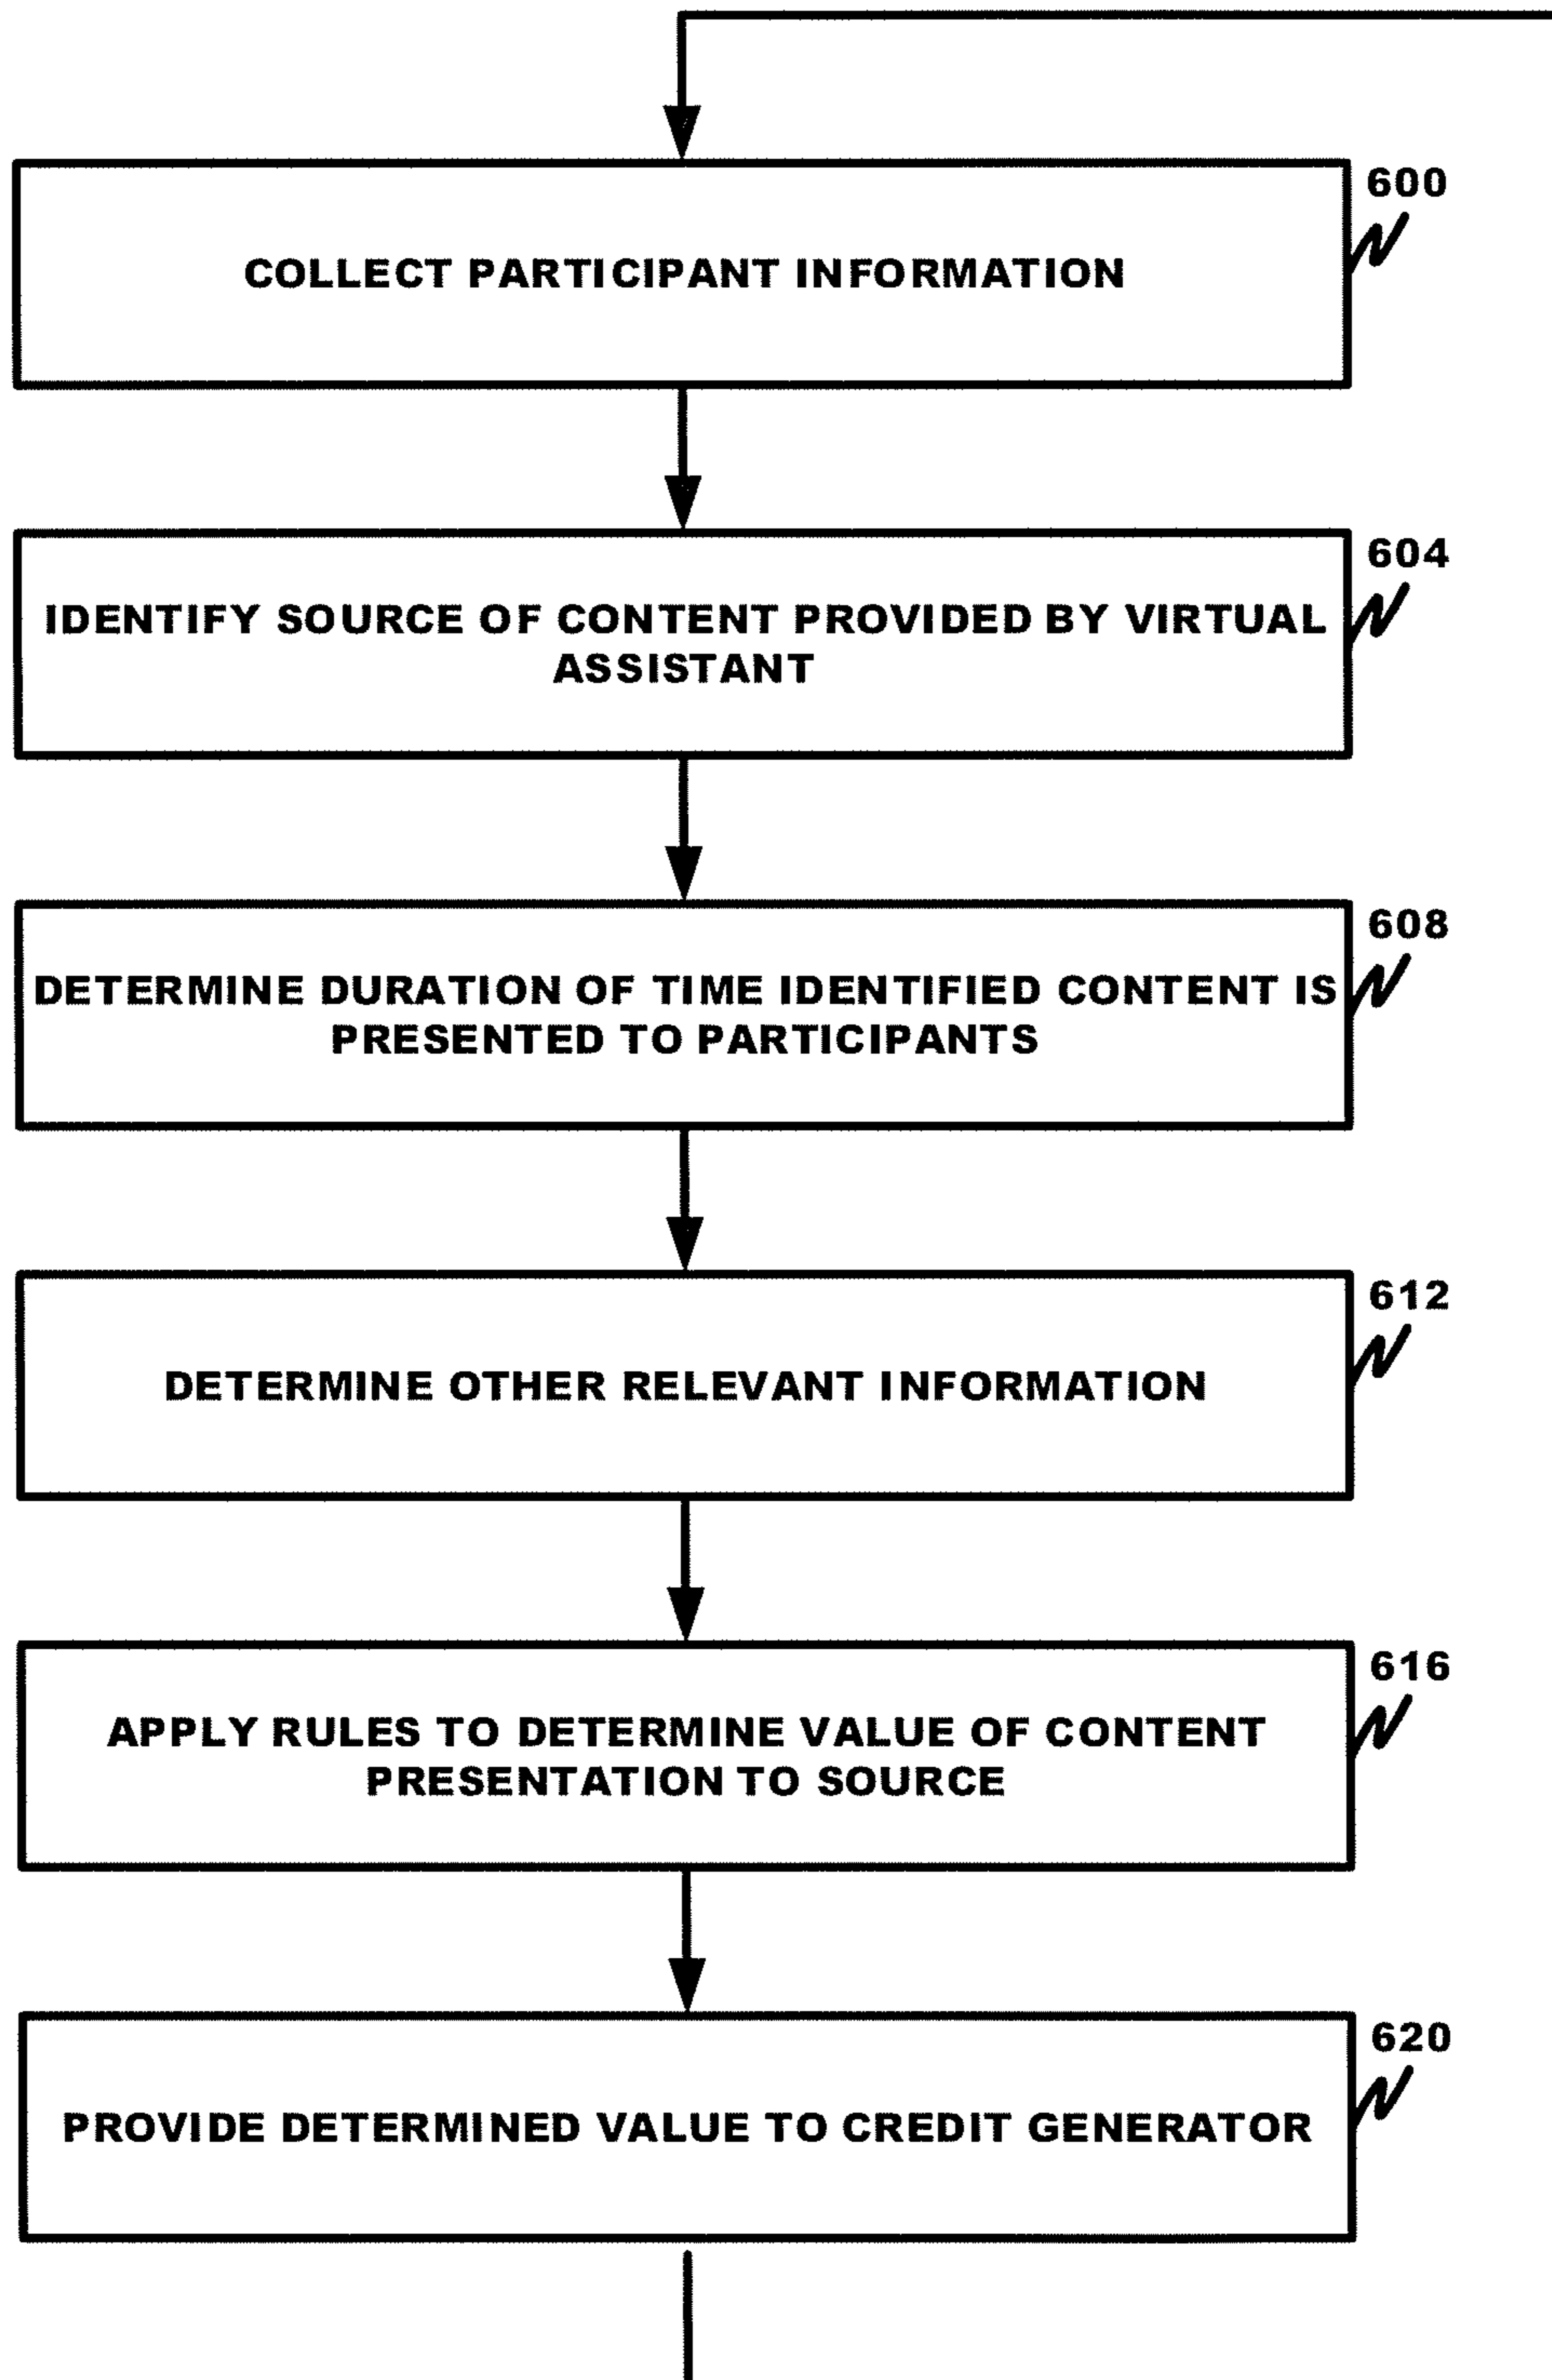 600
COLLECT PARTICIPANT INFORMATION
604
IDENTIFY SOURCE OF CONTENT PROVIDED BY VIRTUAL
ASSISTANT
608
DETERMINE DURATION OF TIME IDENTIFIED CONTENT IS
PRESENTED TO PARTICIPANTS
612
DETERMINE OTHER RELEVANT INFORMATION
616
APPLY RULES TO DETERMINE VALUE OF CONTENT
PRESENTATION TO SOURCE
620
PROVIDE DETERMINED VALUE TO CREDIT GENERATOR